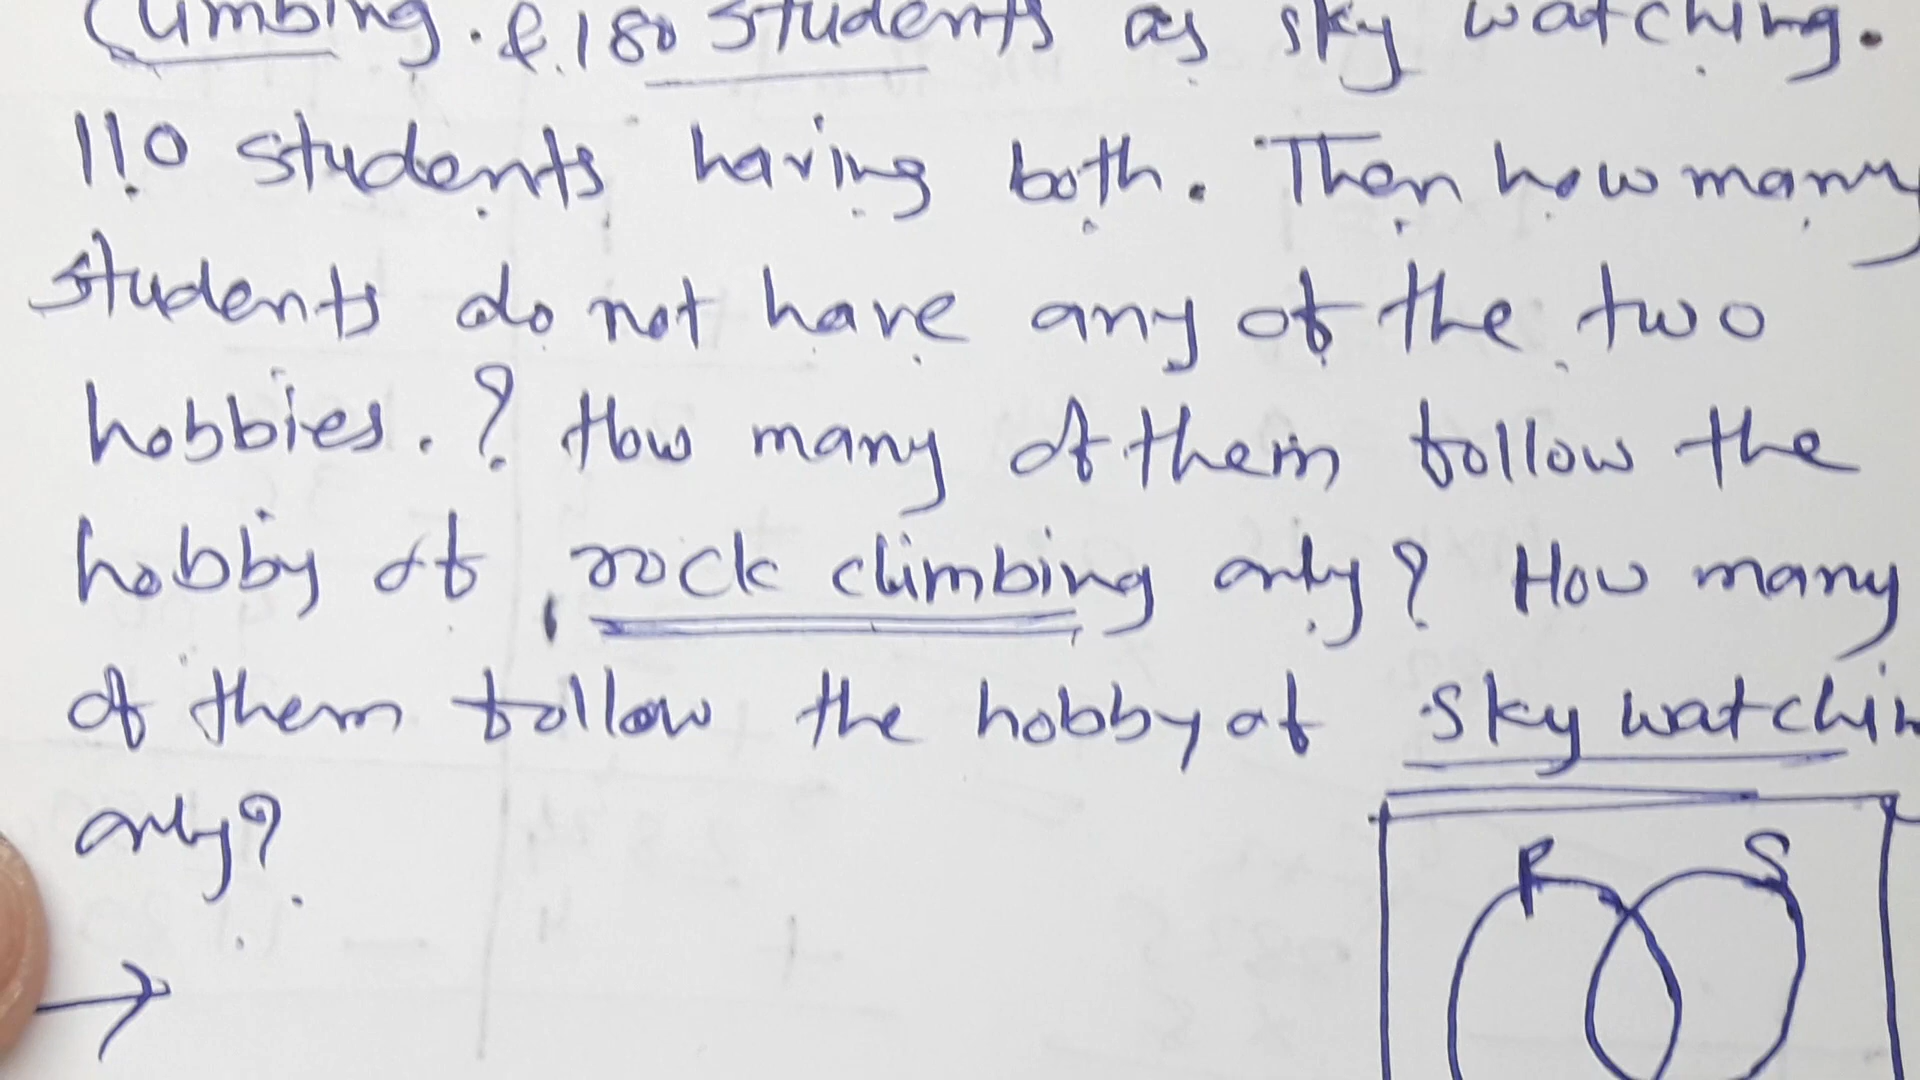 Climbing. & 180 students as sky watching.
110 students having both. Then how many
students do not have any of the two
hobbies. ? How many of them follow the
hobby of rock climbing only? How many
of them follow the hobby of sky watchin
only?
→
R S